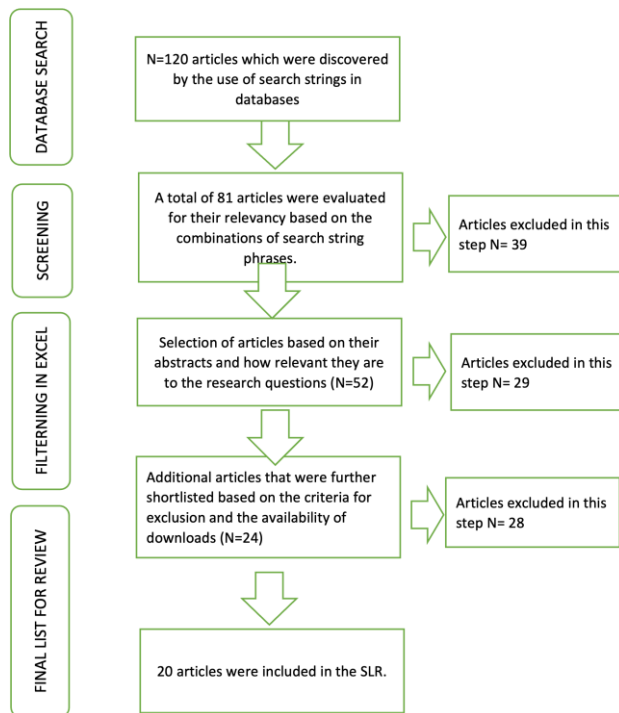 DATABASE SEARCH
N=120 articles which were discovered
by the use of search strings in
databases
SCREENING
A total of 81 articles were evaluated
for their relevancy based on the
combinations of search string
phrases.
Articles excluded in this
step N= 39
FILTERNING IN EXCEL
Selection of articles based on their
abstracts and how relevant they are
to the research questions (N=52)
Articles excluded in this
step N= 29
Additional articles that were further
shortlisted based on the criteria for
exclusion and the availability of
downloads (N=24)
Articles excluded in this
step N= 28
FINAL LIST FOR REVIEW
20 articles were included in the SLR.